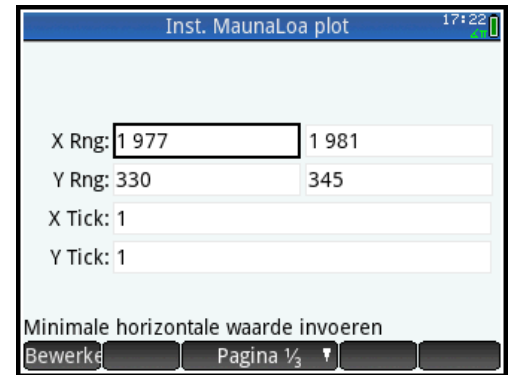 Inst. MaunaLoa plot 17:22
∡π
X Rng: 1 977 1 981
Y Rng: 330 345
X Tick: 1
Y Tick: 1
Minimale horizontale waarde invoeren
Bewerke Pagina ⅓